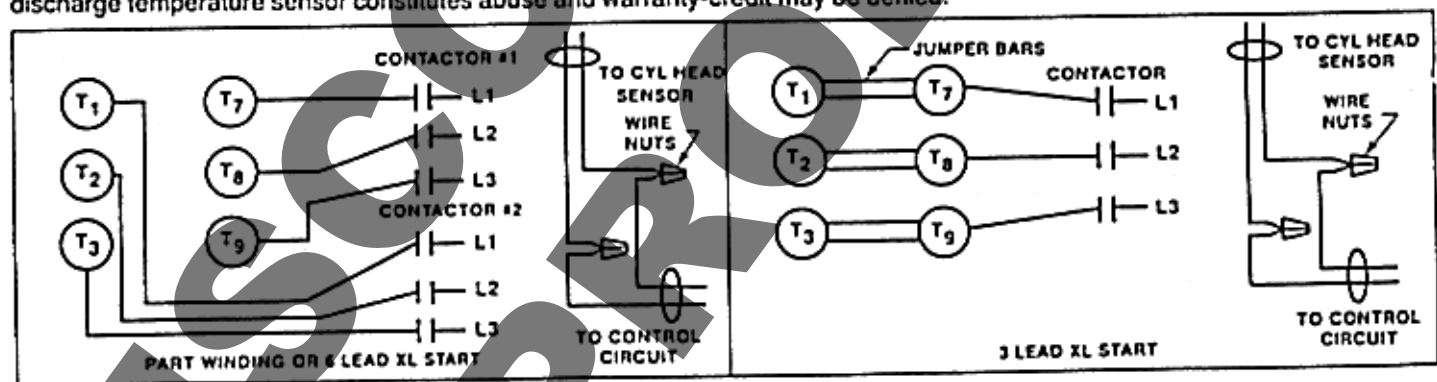 discharge temperature sensor constitutes abuse and warranty-credit may be denied.
CONTACTOR #1
T1
T7
L1
L2
T2
T8
L3
CONTACTOR #2
T3
T9
L1
L2
L3
TO CYL HEAD
SENSOR
WIRE
NUTS
TO CONTROL
CIRCUIT
PART WINDING OR 6 LEAD XL START
JUMPER BARS
CONTACTOR
T1
T7
L1
T2
T8
L2
T3
T9
L3
TO CYL HEAD
SENSOR
WIRE
NUTS
TO CONTROL
CIRCUIT
3 LEAD XL START